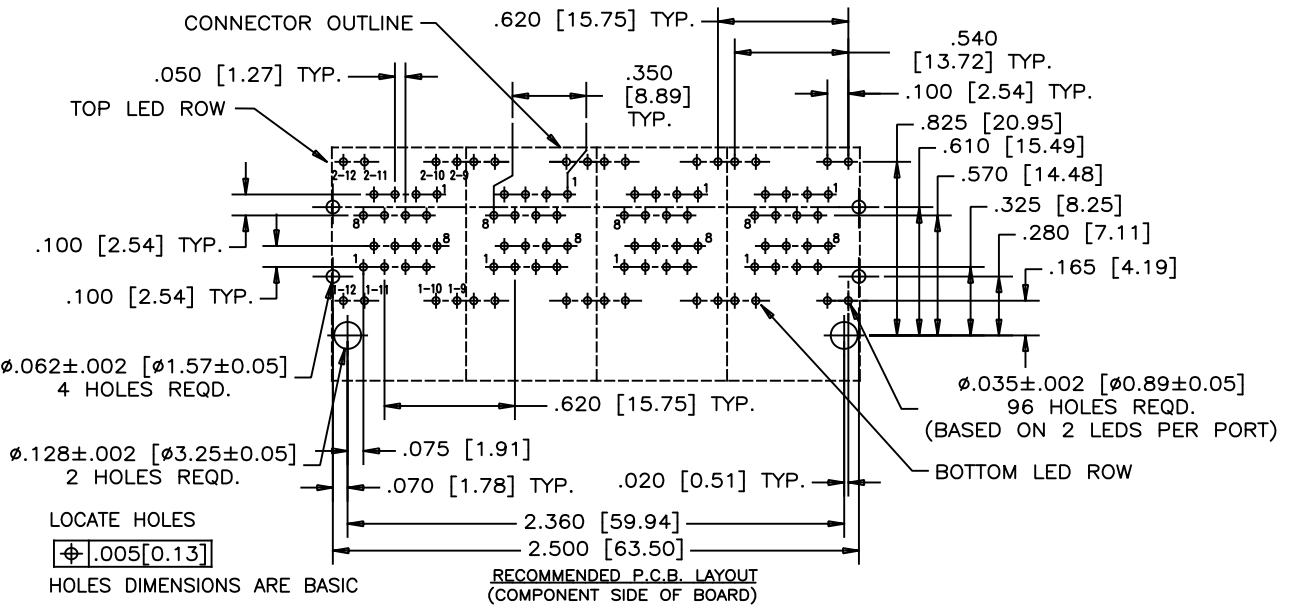 CONNECTOR OUTLINE
.620 [15.75] TYP.
.540
[13.72] TYP.
.050 [1.27] TYP.
.350
[8.89]
TYP.
.100 [2.54] TYP.
TOP LED ROW
.825 [20.95]
.610 [15.49]
.570 [14.48]
.325 [8.25]
.280 [7.11]
.165 [4.19]
2-12 2-11 2-10 2-9
1 1 1 1
8 8 8 8
8 8 8 8
1 1 1 1
1-12 1-11 1-10 1-9
.100 [2.54] TYP.
.100 [2.54] TYP.
ø.062±.002 [ø1.57±0.05]
4 HOLES REQD.
ø.035±.002 [ø0.89±0.05]
96 HOLES REQD.
(BASED ON 2 LEDS PER PORT)
.620 [15.75] TYP.
ø.128±.002 [ø3.25±0.05]
2 HOLES REQD.
.075 [1.91]
.070 [1.78] TYP.
.020 [0.51] TYP.
BOTTOM LED ROW
LOCATE HOLES
⌖ .005[0.13]
HOLES DIMENSIONS ARE BASIC
2.360 [59.94]
2.500 [63.50]
RECOMMENDED P.C.B. LAYOUT
(COMPONENT SIDE OF BOARD)